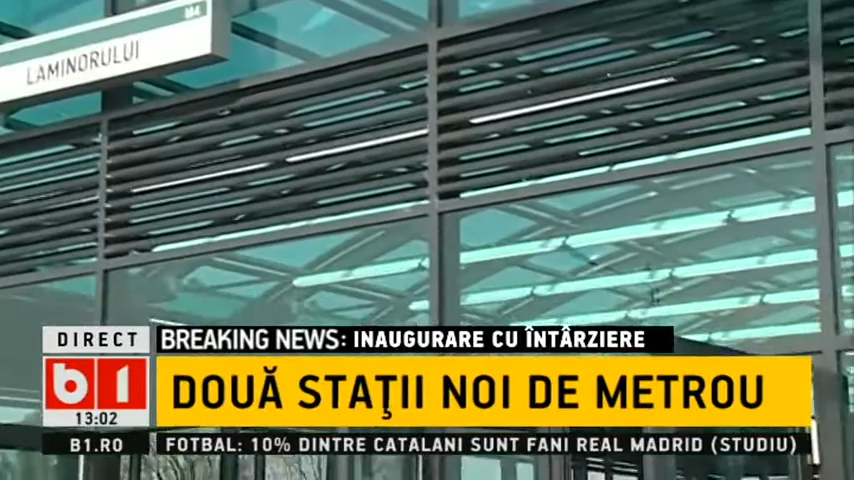 M4
LAMINORULUI
DIRECT
BREAKING NEWS: INAUGURARE CU ÎNTÂRZIERE
b1
DOUĂ STAŢII NOI DE METROU
13:02
B1.RO
FOTBAL: 10% DINTRE CATALANI SUNT FANI REAL MADRID (STUDIU)